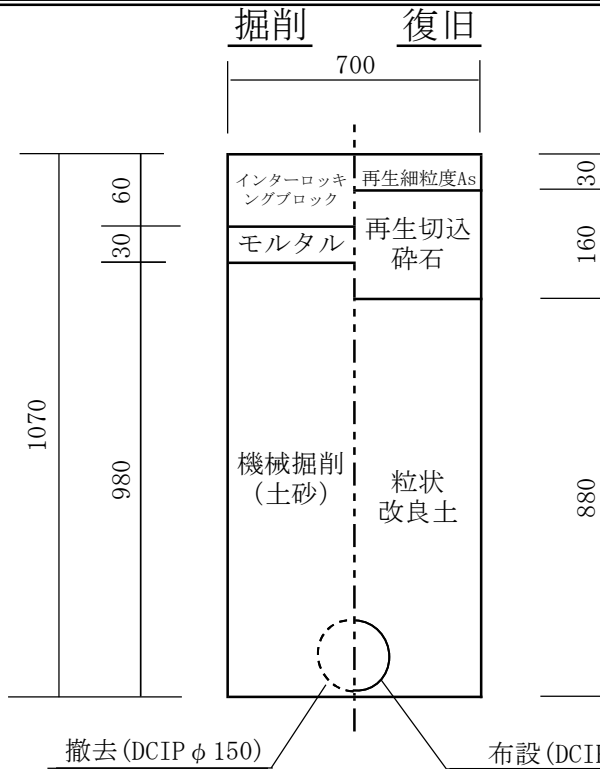 掘削 復旧
700
インターロッキ
ングブロック
再生細粒度As
60
30
30
モルタル
再生切込
砕石
160
1070
980
機械掘削
(土砂)
粒状
改良土
880
撤去(DCIPφ150)
布設(DCIP